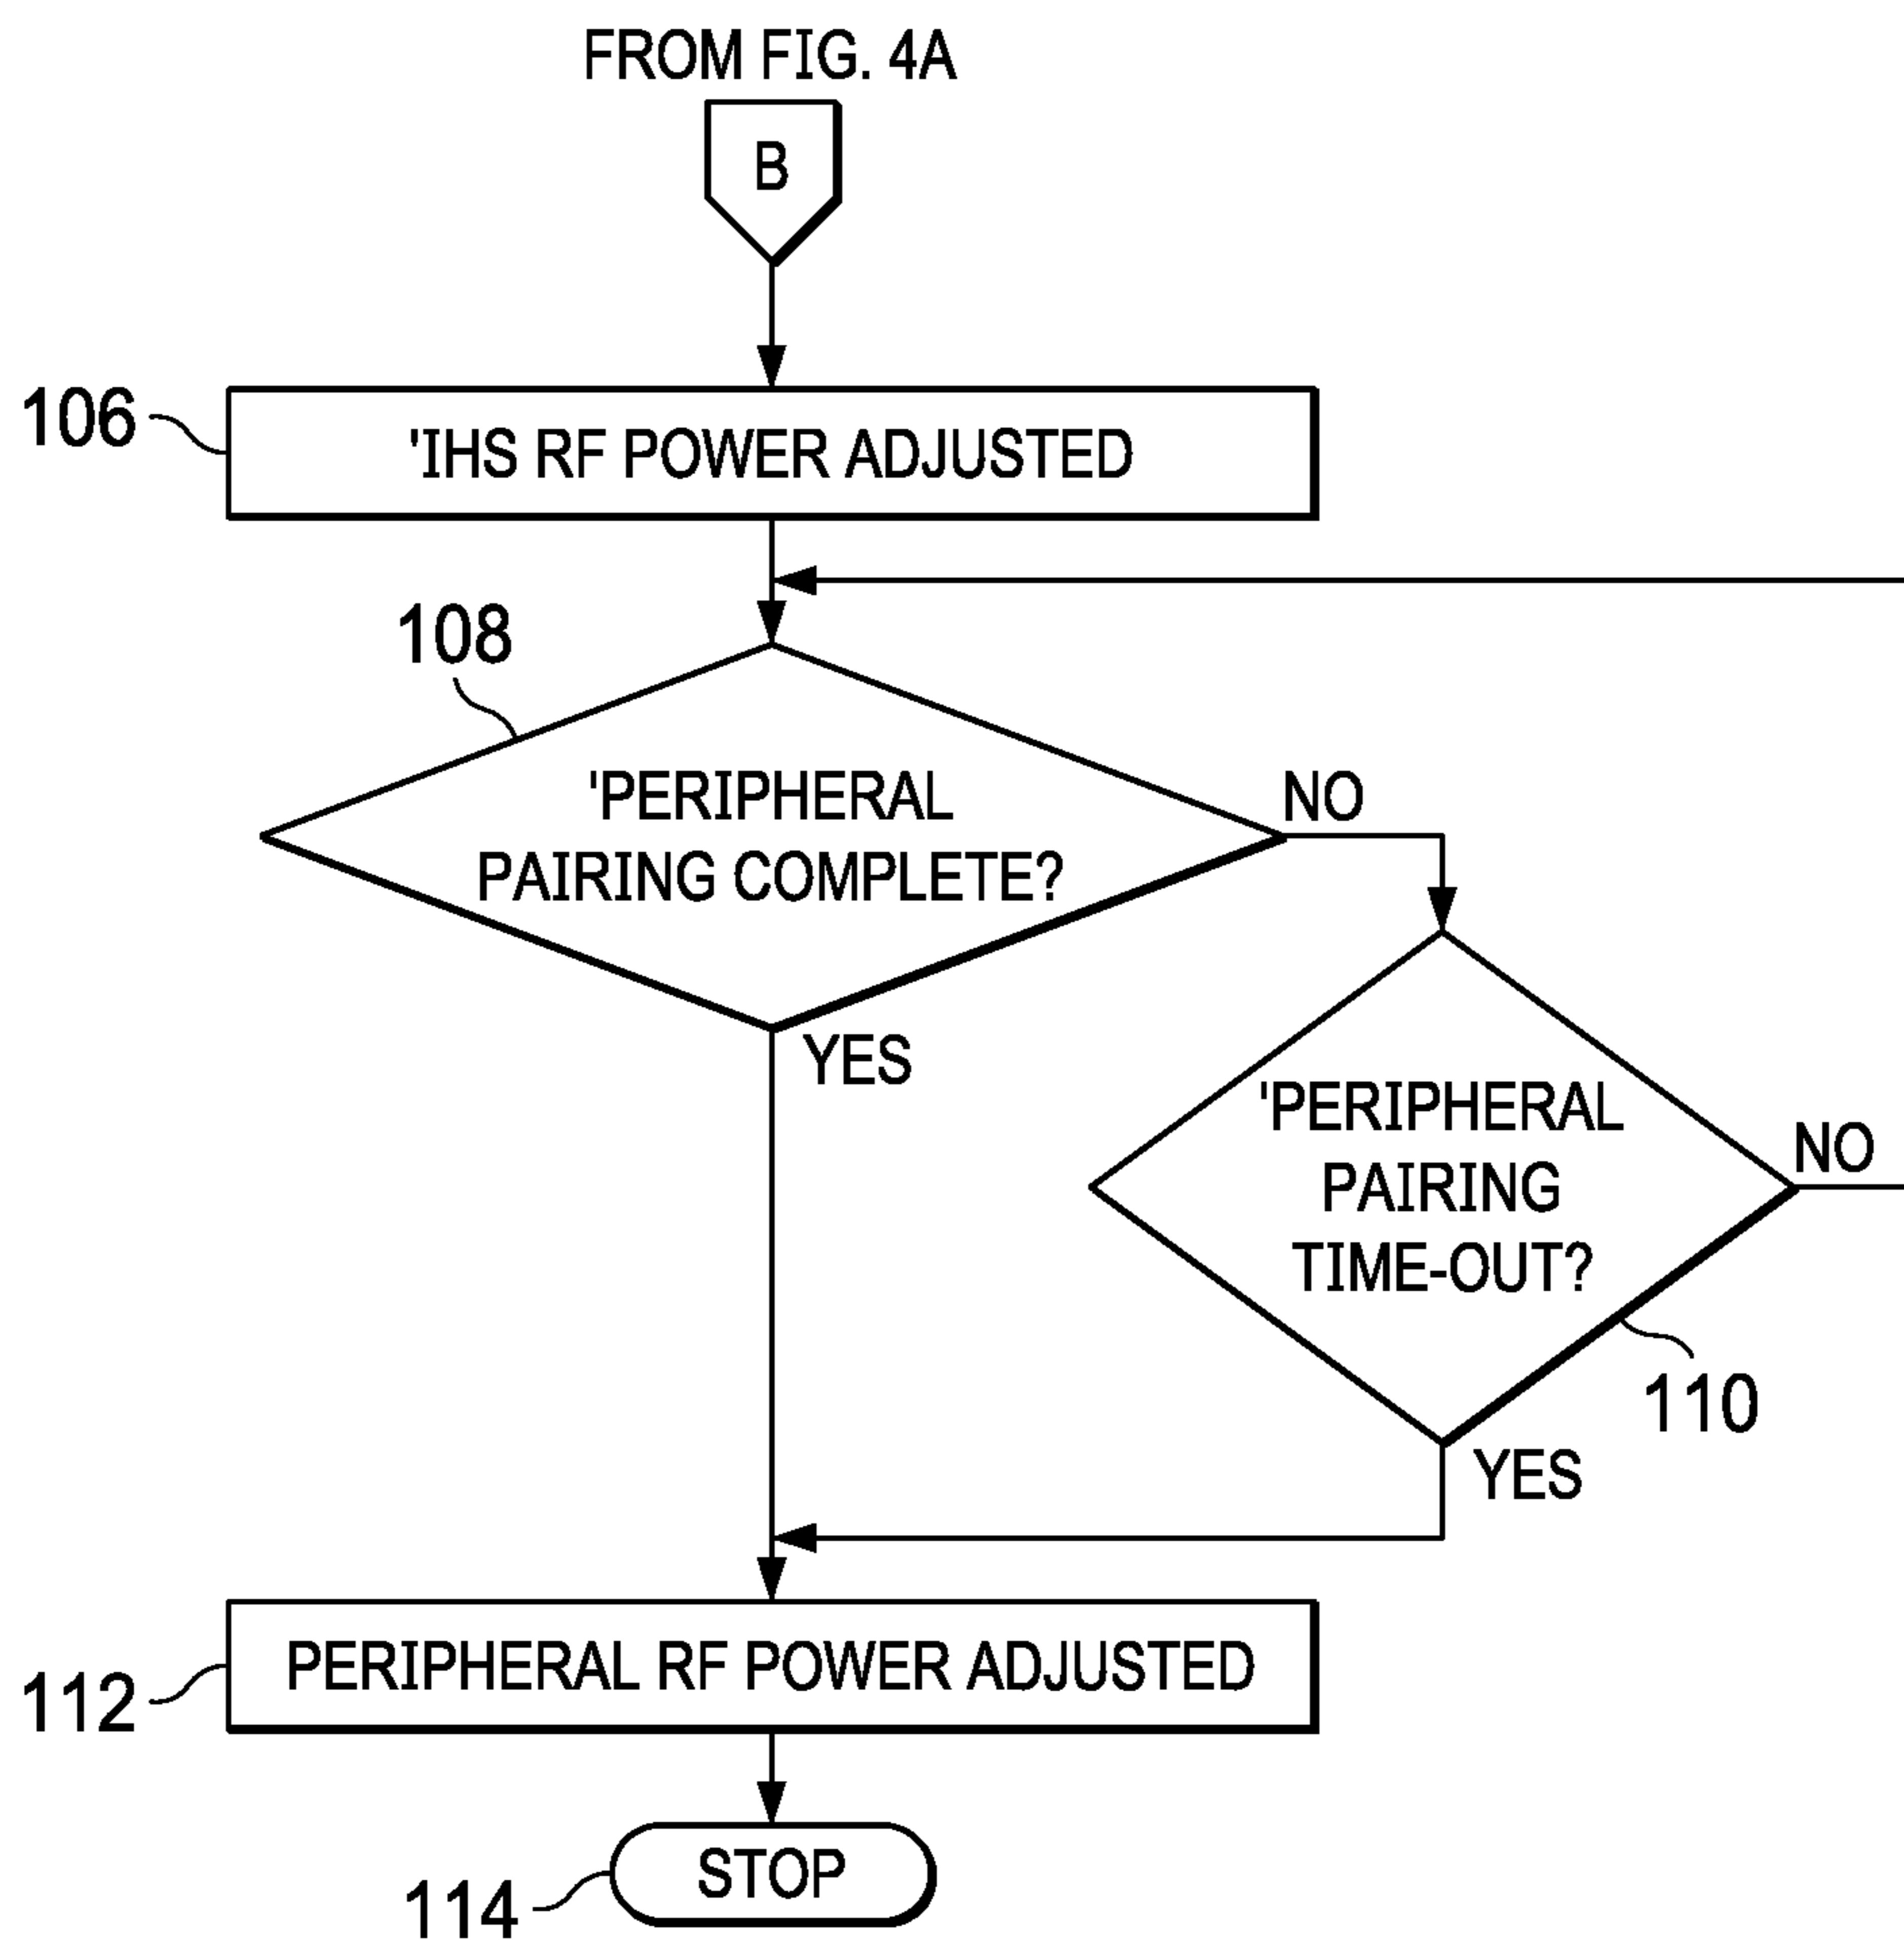 FROM FIG. 4A
B
106
'IHS RF POWER ADJUSTED
108
'PERIPHERAL
PAIRING COMPLETE?
NO
YES
'PERIPHERAL
PAIRING
TIME-OUT?
NO
110
YES
PERIPHERAL RF POWER ADJUSTED
112
STOP
114